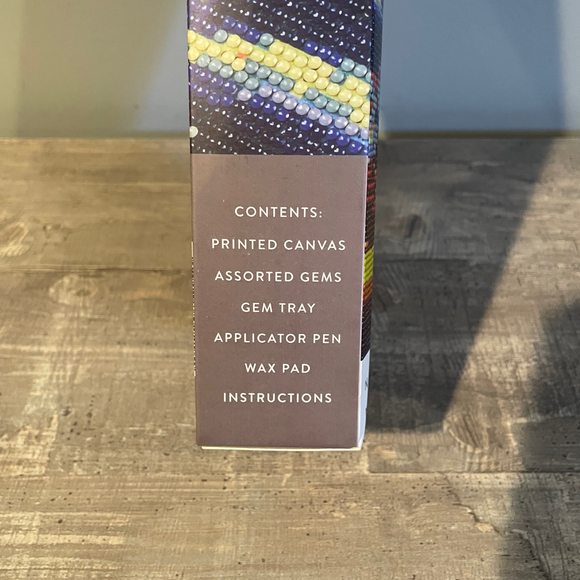 CONTENTS:
PRINTED CANVAS
ASSORTED GEMS
GEM TRAY
APPLICATOR PEN
WAX PAD
INSTRUCTIONS